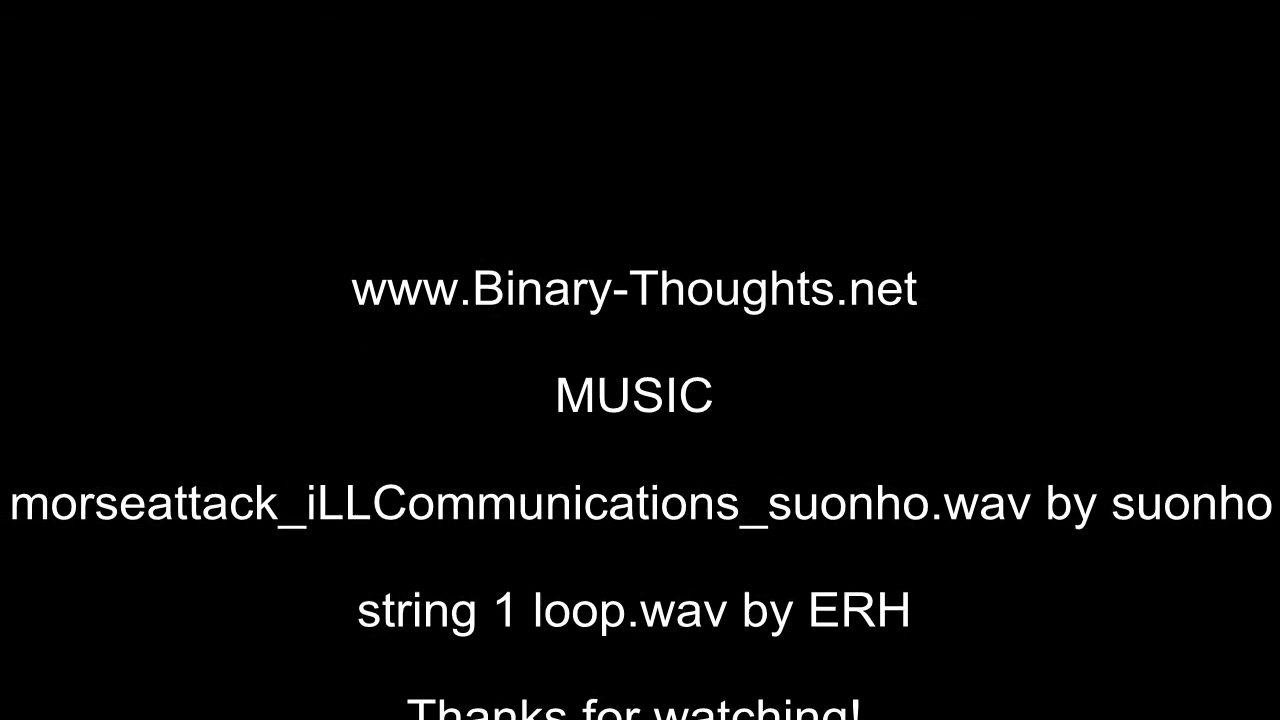 www.Binary-Thoughts.net
MUSIC
morseattack_iLLCommunications_suonho.wav by suonho
string 1 loop.wav by ERH
Thanks for watching!